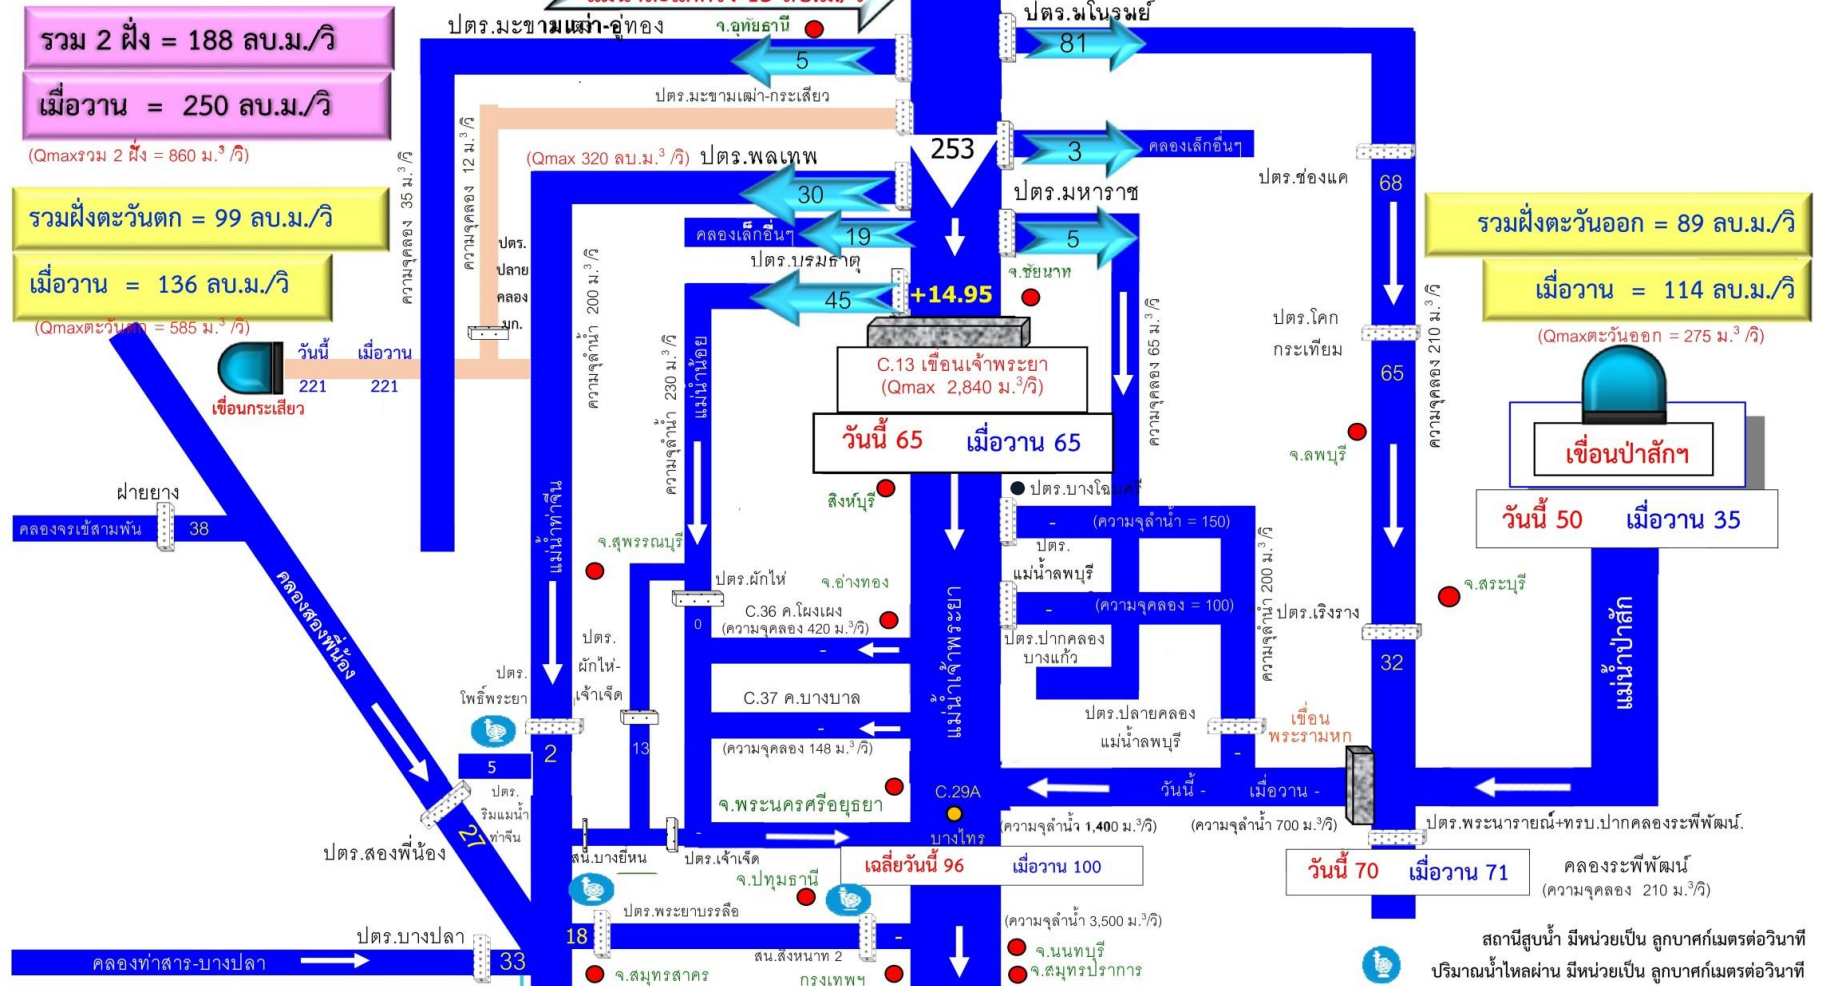 รวม 2 ฝั่ง = 188 ลบ.ม./วิ
เมื่อวาน = 250 ลบ.ม./วิ
(Qmaxรวม 2 ฝั่ง = 860 ม.³ /วิ)
รวมฝั่งตะวันตก = 99 ลบ.ม./วิ
เมื่อวาน = 136 ลบ.ม./วิ
(Qmaxตะวันตก = 585 ม.³ /วิ)
ปตร.มะขามเฒ่า-อู่ทอง
จ.อุทัยธานี
5
ปตร.มโนรมย์
81
ปตร.มะขามเฒ่า-กระเสียว
ความจุคลอง 35 ม.³/วิ
ความจุคลอง 12 ม.³/วิ
(Qmax 320 ลบ.ม.³ /วิ) ปตร.พลเทพ
30
253
3
คลองเล็กอื่นๆ
ปตร.มหาราช
5
คลองเล็กอื่นๆ
19
ปตร.บรมธาตุ
45
+14.95
จ.ชัยนาท
ปตร.ช่องแค
68
รวมฝั่งตะวันออก = 89 ลบ.ม./วิ
เมื่อวาน = 114 ลบ.ม./วิ
(Qmaxตะวันออก = 275 ม.³ /วิ)
ปตร.
ปลาย
คลอง
มก.
ความจุลำน้ำ 200 ม.³/วิ
ความจุลำน้ำ 230 ม.³/วิ
แม่น้ำน้อย
C.13 เขื่อนเจ้าพระยา
(Qmax 2,840 ม.³/วิ)
วันนี้ 65 เมื่อวาน 65
ความจุคลอง 65 ม.³/วิ
ปตร.โคก
กระเทียม
65
ความจุคลอง 210 ม.³/วิ
จ.ลพบุรี
วันนี้ เมื่อวาน
221 221
เขื่อนกระเสียว
เขื่อนป่าสักฯ
วันนี้ 50 เมื่อวาน 35
ฝายยาง
คลองจรเข้สามพัน
38
คลองสองพี่น้อง
แม่น้ำท่าจีน
จ.สุพรรณบุรี
สิงห์บุรี
ปตร.บางโฉมศรี
- (ความจุลำน้ำ = 150)
ปตร.
แม่น้ำลพบุรี
- (ความจุคลอง = 100)
ปตร.ปากคลอง
บางแก้ว
ความจุลำน้ำ 200 ม.³/วิ
ปตร.เริงราง
32
จ.สระบุรี
แม่น้ำป่าสัก
ปตร.ผักไห่
0
จ.อ่างทอง
C.36 ค.โผงเผง
(ความจุคลอง 420 ม.³/วิ)
-
แม่น้ำเจ้าพระยา
ปตร.
ผักไห่-
เจ้าเจ็ด
13
C.37 ค.บางบาล
-
(ความจุคลอง 148 ม.³/วิ)
ปตร.
โพธิ์พระยา
2
5
ปตร.
ริมแม่น้ำ
ท่าจีน
ปตร.ปลายคลอง
แม่น้ำลพบุรี
-
เขื่อน
พระรามหก
วันนี้ - เมื่อวาน -
(ความจุลำน้ำ 1,400 ม.³/วิ) (ความจุลำน้ำ 700 ม.³/วิ)
ปตร.พระนารายณ์+ทรบ.ปากคลองระพีพัฒน์.
วันนี้ 70 เมื่อวาน 71
คลองระพีพัฒน์
(ความจุคลอง 210 ม.³/วิ)
จ.พระนครศรีอยุธยา
C.29A
บางไทร
เฉลี่ยวันนี้ 96 เมื่อวาน 100
27
ปตร.สองพี่น้อง
สน.บางยี่หน
-
ปตร.เจ้าเจ็ด
จ.ปทุมธานี
ปตร.พระยาบรรลือ
18
สน.สิงหนาท 2
-
(ความจุลำน้ำ 3,500 ม.³/วิ)
จ.นนทบุรี
จ.สมุทรปราการ
ปตร.บางปลา
คลองท่าสาร-บางปลา
33
จ.สมุทรสาคร
กรุงเทพฯ
สถานีสูบน้ำ มีหน่วยเป็น ลูกบาศก์เมตรต่อวินาที
ปริมาณน้ำไหลผ่าน มีหน่วยเป็น ลูกบาศก์เมตรต่อวินาที